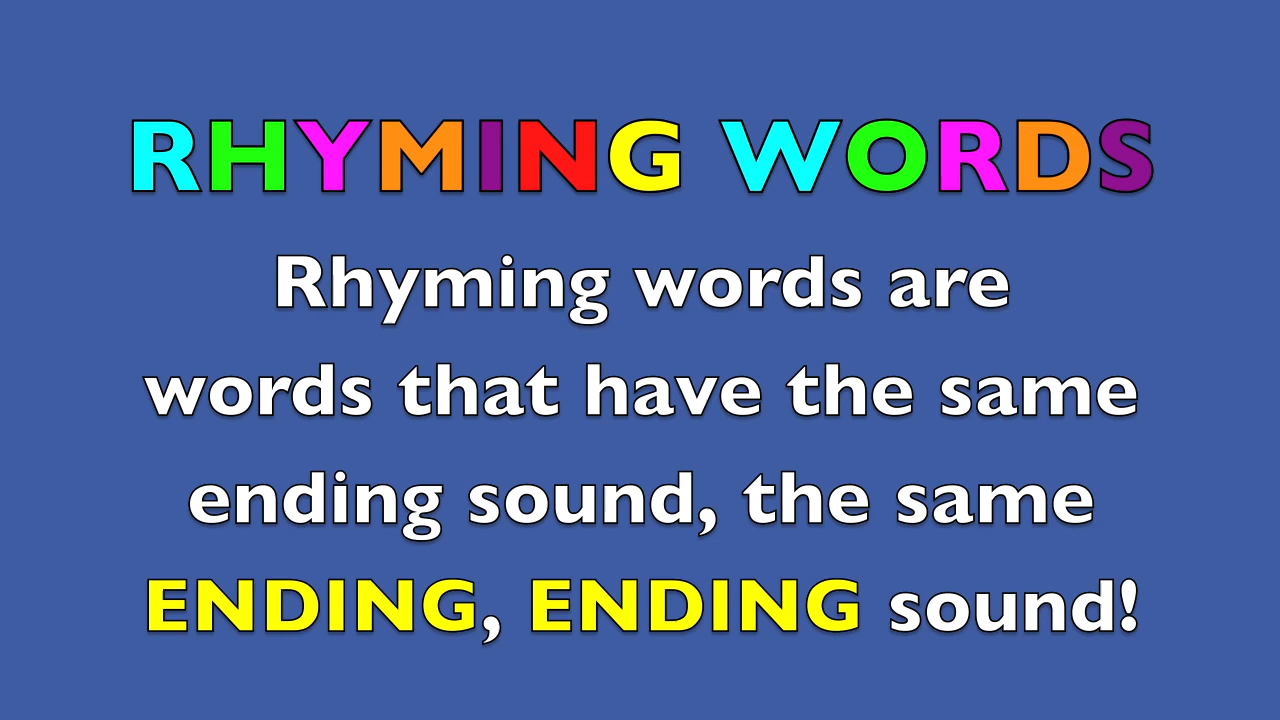 RHYMING WORDS
Rhyming words are
words that have the same
ending sound, the same
ENDING, ENDING sound!